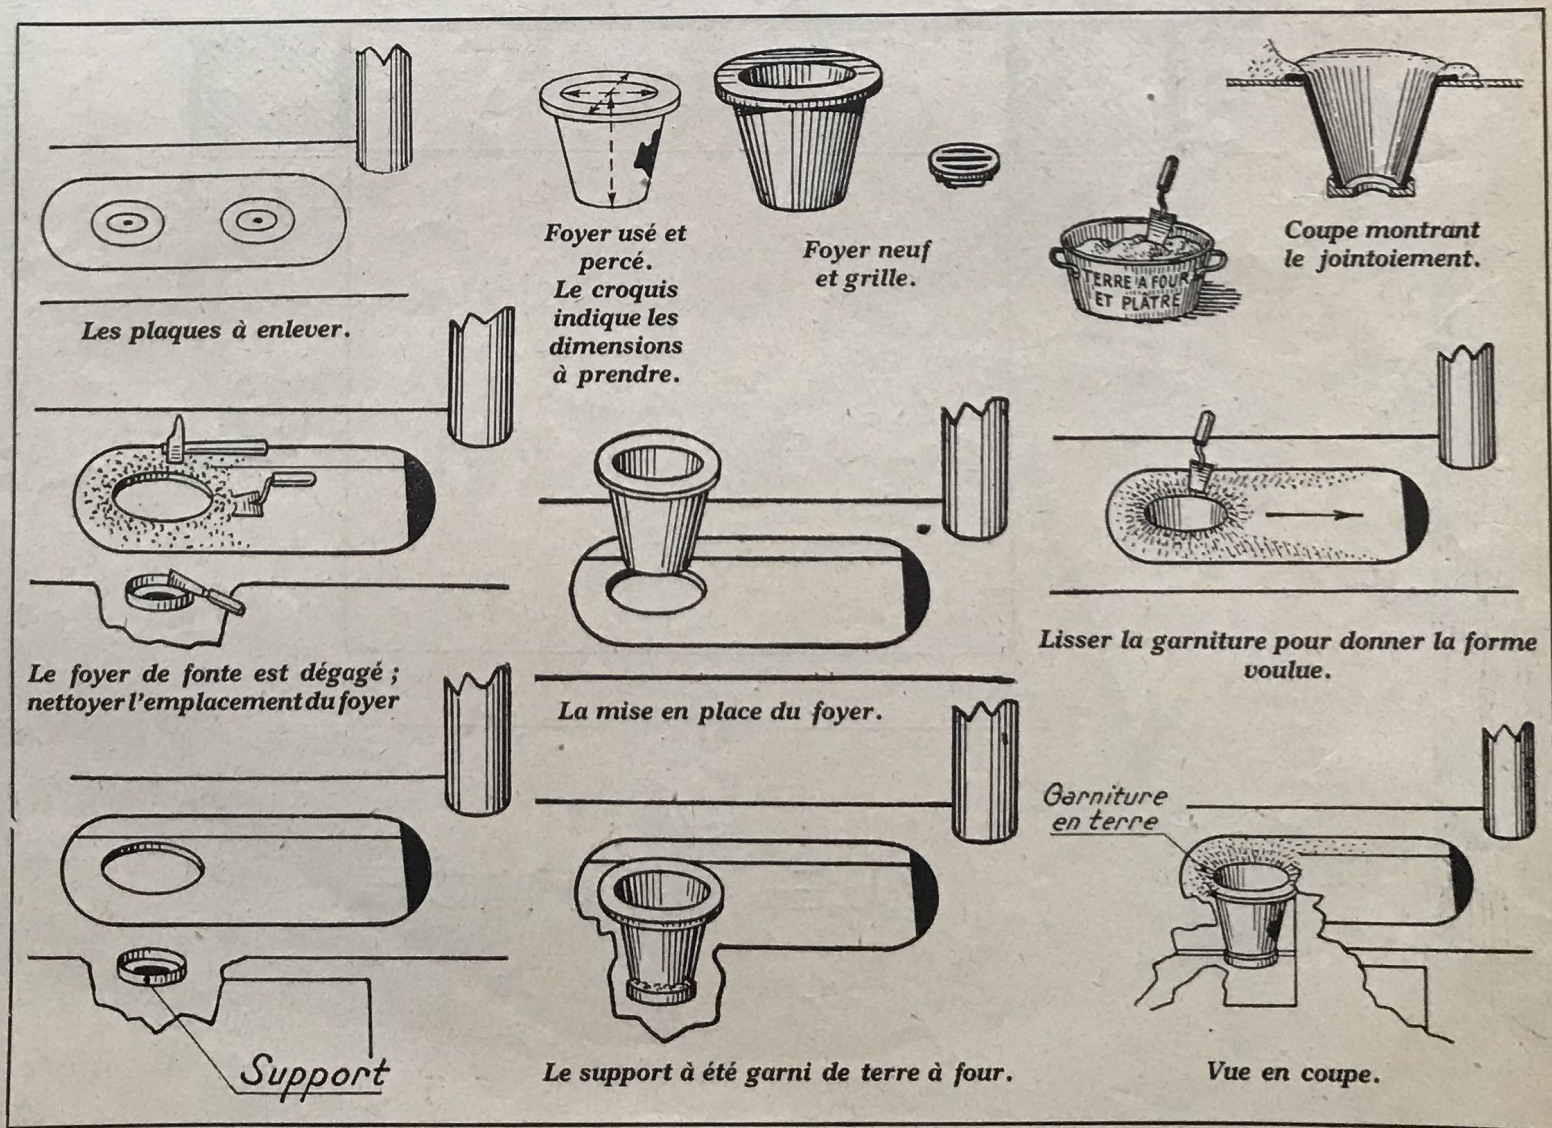 Les plaques à enlever.
Foyer usé et
percé.
Le croquis
indique les
dimensions
à prendre.
Foyer neuf
et grille.
TERRE A FOUR
ET PLÂTRE
Coupe montrant
le jointoiement.
Le foyer de fonte est dégagé ;
nettoyer l'emplacement du foyer
La mise en place du foyer.
Lisser la garniture pour donner la forme
voulue.
Support
Le support à été garni de terre à four.
Garniture
en terre
Vue en coupe.